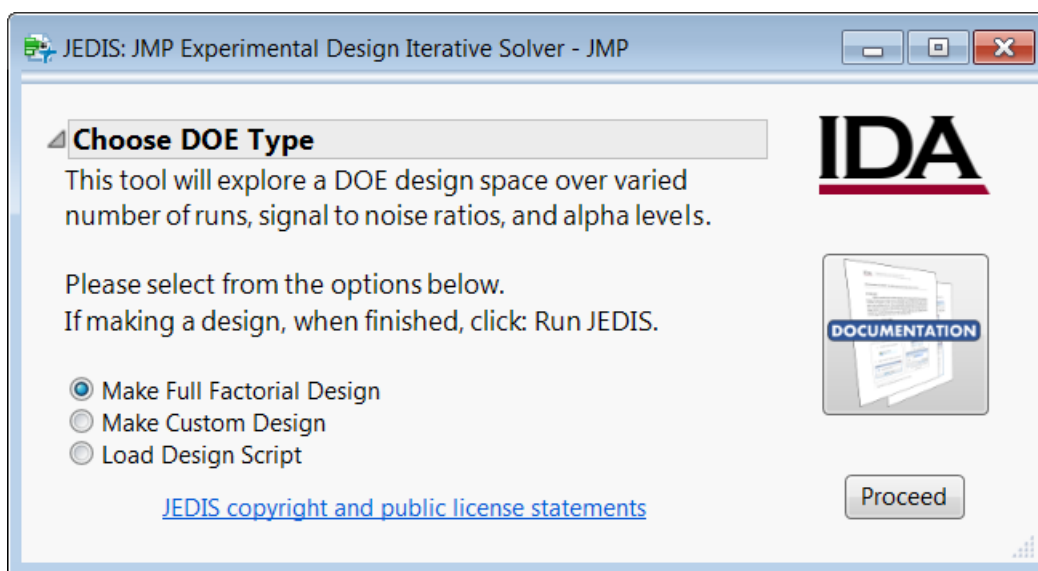 JEDIS: JMP Experimental Design Iterative Solver - JMP
Choose DOE Type
This tool will explore a DOE design space over varied
number of runs, signal to noise ratios, and alpha levels.
Please select from the options below.
If making a design, when finished, click: Run JEDIS.
Make Full Factorial Design
Make Custom Design
Load Design Script
JEDIS copyright and public license statements
IDA
DOCUMENTATION
Proceed